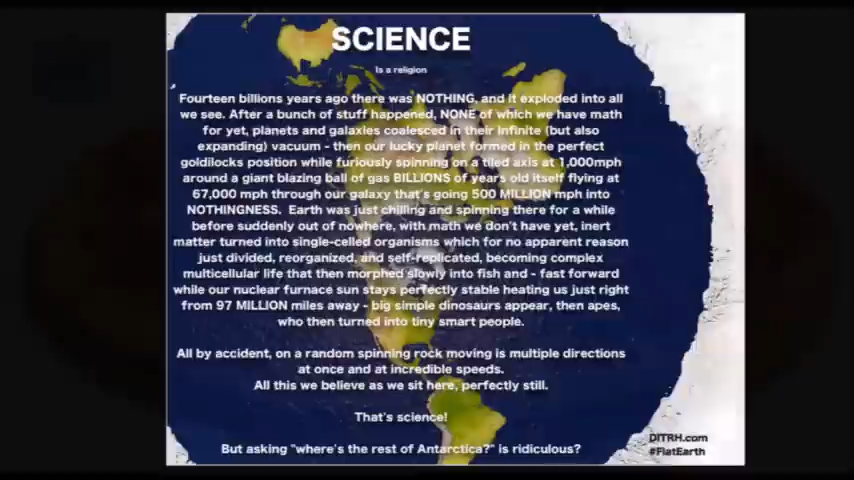 SCIENCE
Is a religion
Fourteen billions years ago there was NOTHING, and it exploded into all
we see. After a bunch of stuff happened, NONE of which we have math
for yet, planets and galaxies coalesced in their infinite (but also
expanding) vacuum - then our lucky planet formed in the perfect
goldilocks position while furiously spinning on a tiled axis at 1,000mph
around a giant blazing ball of gas BILLIONS of years old itself flying at
67,000 mph through our galaxy that's going 500 MILLION mph into
NOTHINGNESS. Earth was just chilling and spinning there for a while
before suddenly out of nowhere, with math we don't have yet, inert
matter turned into single-celled organisms which for no apparent reason
just divided, reorganized, and self-replicated, becoming complex
multicellular life that then morphed slowly into fish and - fast forward
while our nuclear furnace sun stays perfectly stable heating us just right
from 97 MILLION miles away - big simple dinosaurs appear, then apes,
who then turned into tiny smart people.
All by accident, on a random spinning rock moving is multiple directions
at once and at incredible speeds.
All this we believe as we sit here, perfectly still.
That's science!
But asking "where's the rest of Antarctica?" is ridiculous?
DITRH.com
#FlatEarth